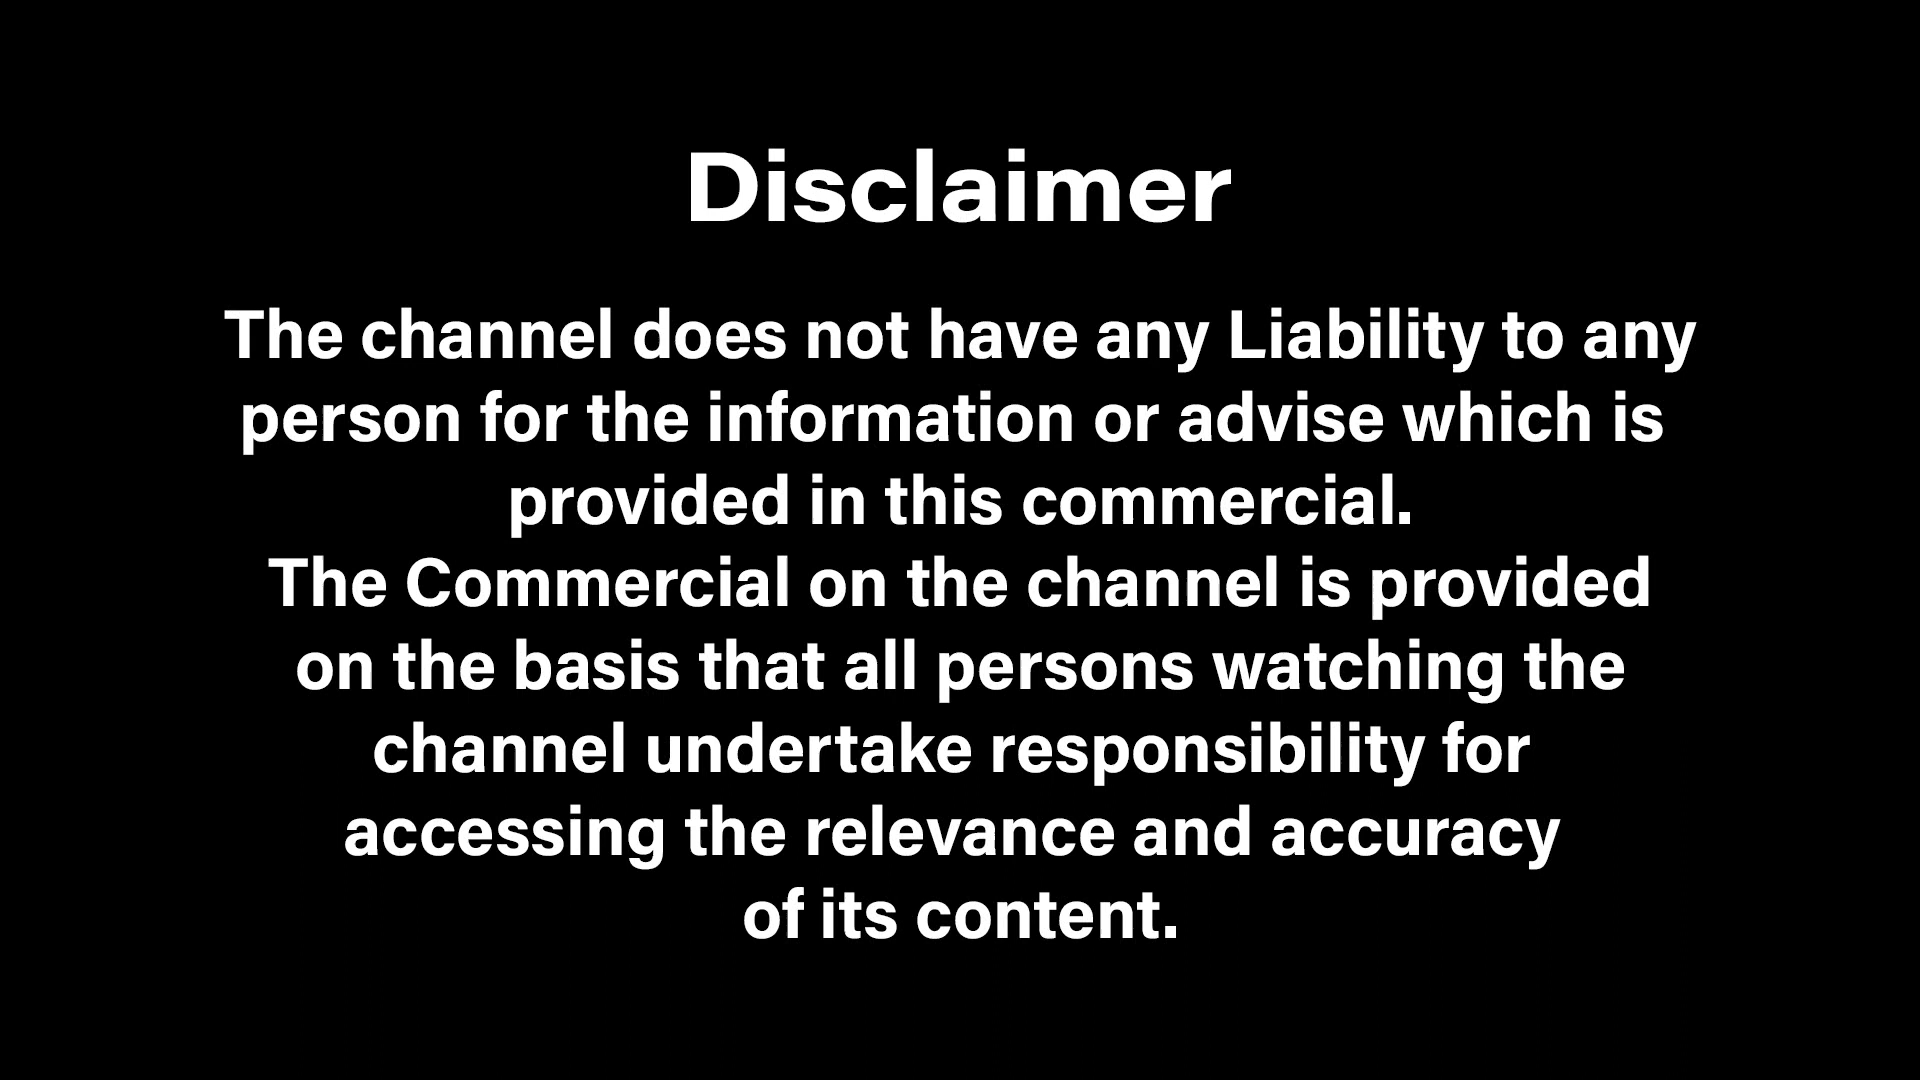 Disclaimer
The channel does not have any Liability to any
person for the information or advise which is
provided in this commercial.
The Commercial on the channel is provided
on the basis that all persons watching the
channel undertake responsibility for
accessing the relevance and accuracy
of its content.